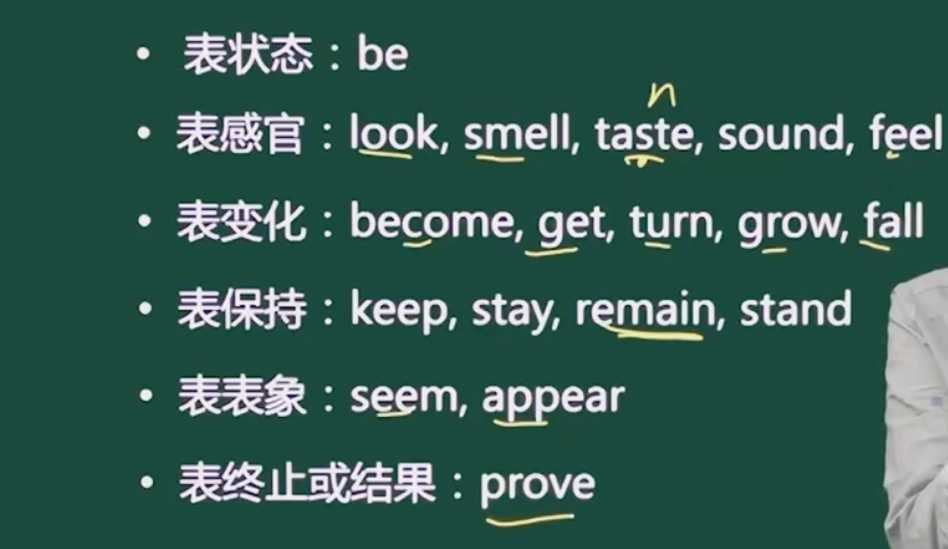 • 表状态：be
n
• 表感官：look, smell, taste, sound, feel
• 表变化：become, get, turn, grow, fall
• 表保持：keep, stay, remain, stand
• 表表象：seem, appear
• 表终止或结果：prove